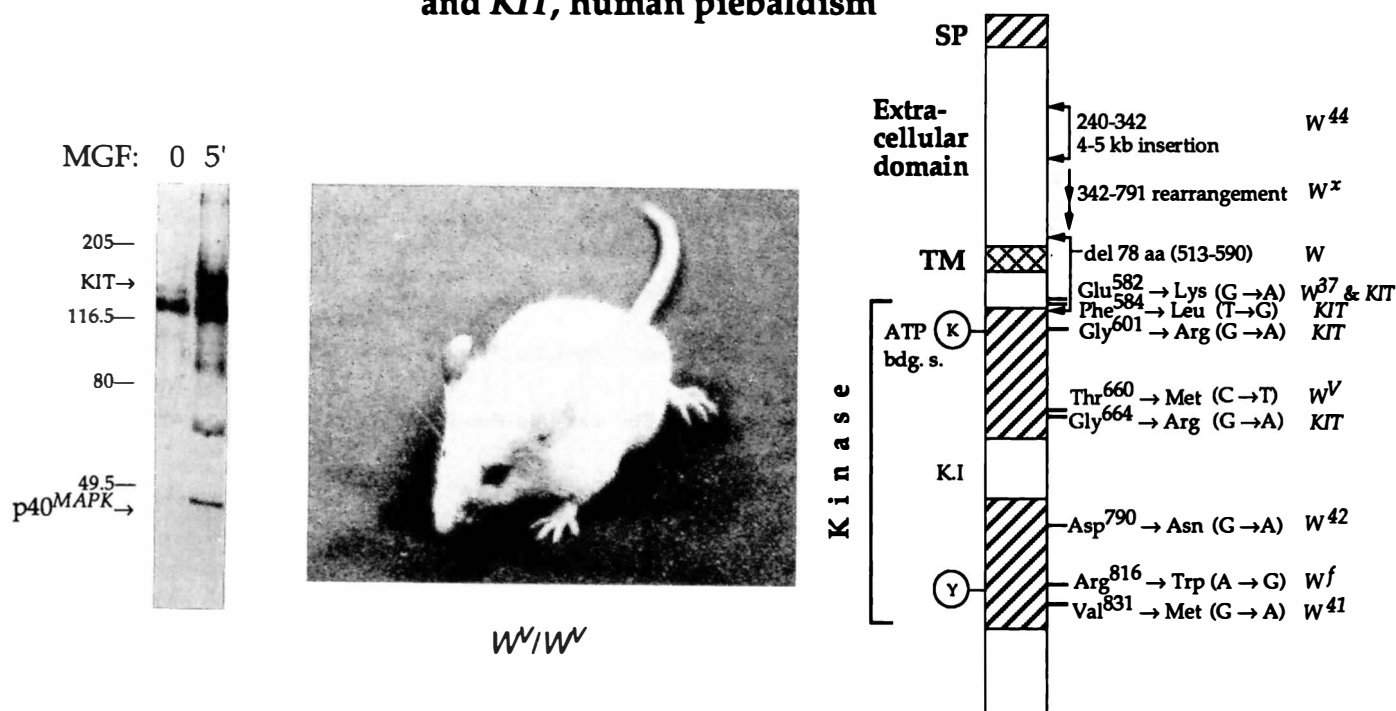 and KIT, human piebaldism
MGF: 0 5'
205—
KIT→
116.5—
80—
49.5—
p40MAPK→
Wv/Wv
SP
Extra-
cellular
domain
TM
Kinase
ATP
bdg. s.
K
K.I
Y
240-342
4-5 kb insertion
W44
342-791 rearrangement
Wx
del 78 aa (513-590)
W
Glu582 → Lys (G→A) W37 & KIT
Phe584 → Leu (T→G) KIT
Gly601 → Arg (G→A) KIT
Thr660 → Met (C→T) WV
Gly664 → Arg (G→A) KIT
Asp790 → Asn (G→A) W42
Arg816 → Trp (A → G) Wf
Val831 → Met (G → A) W41